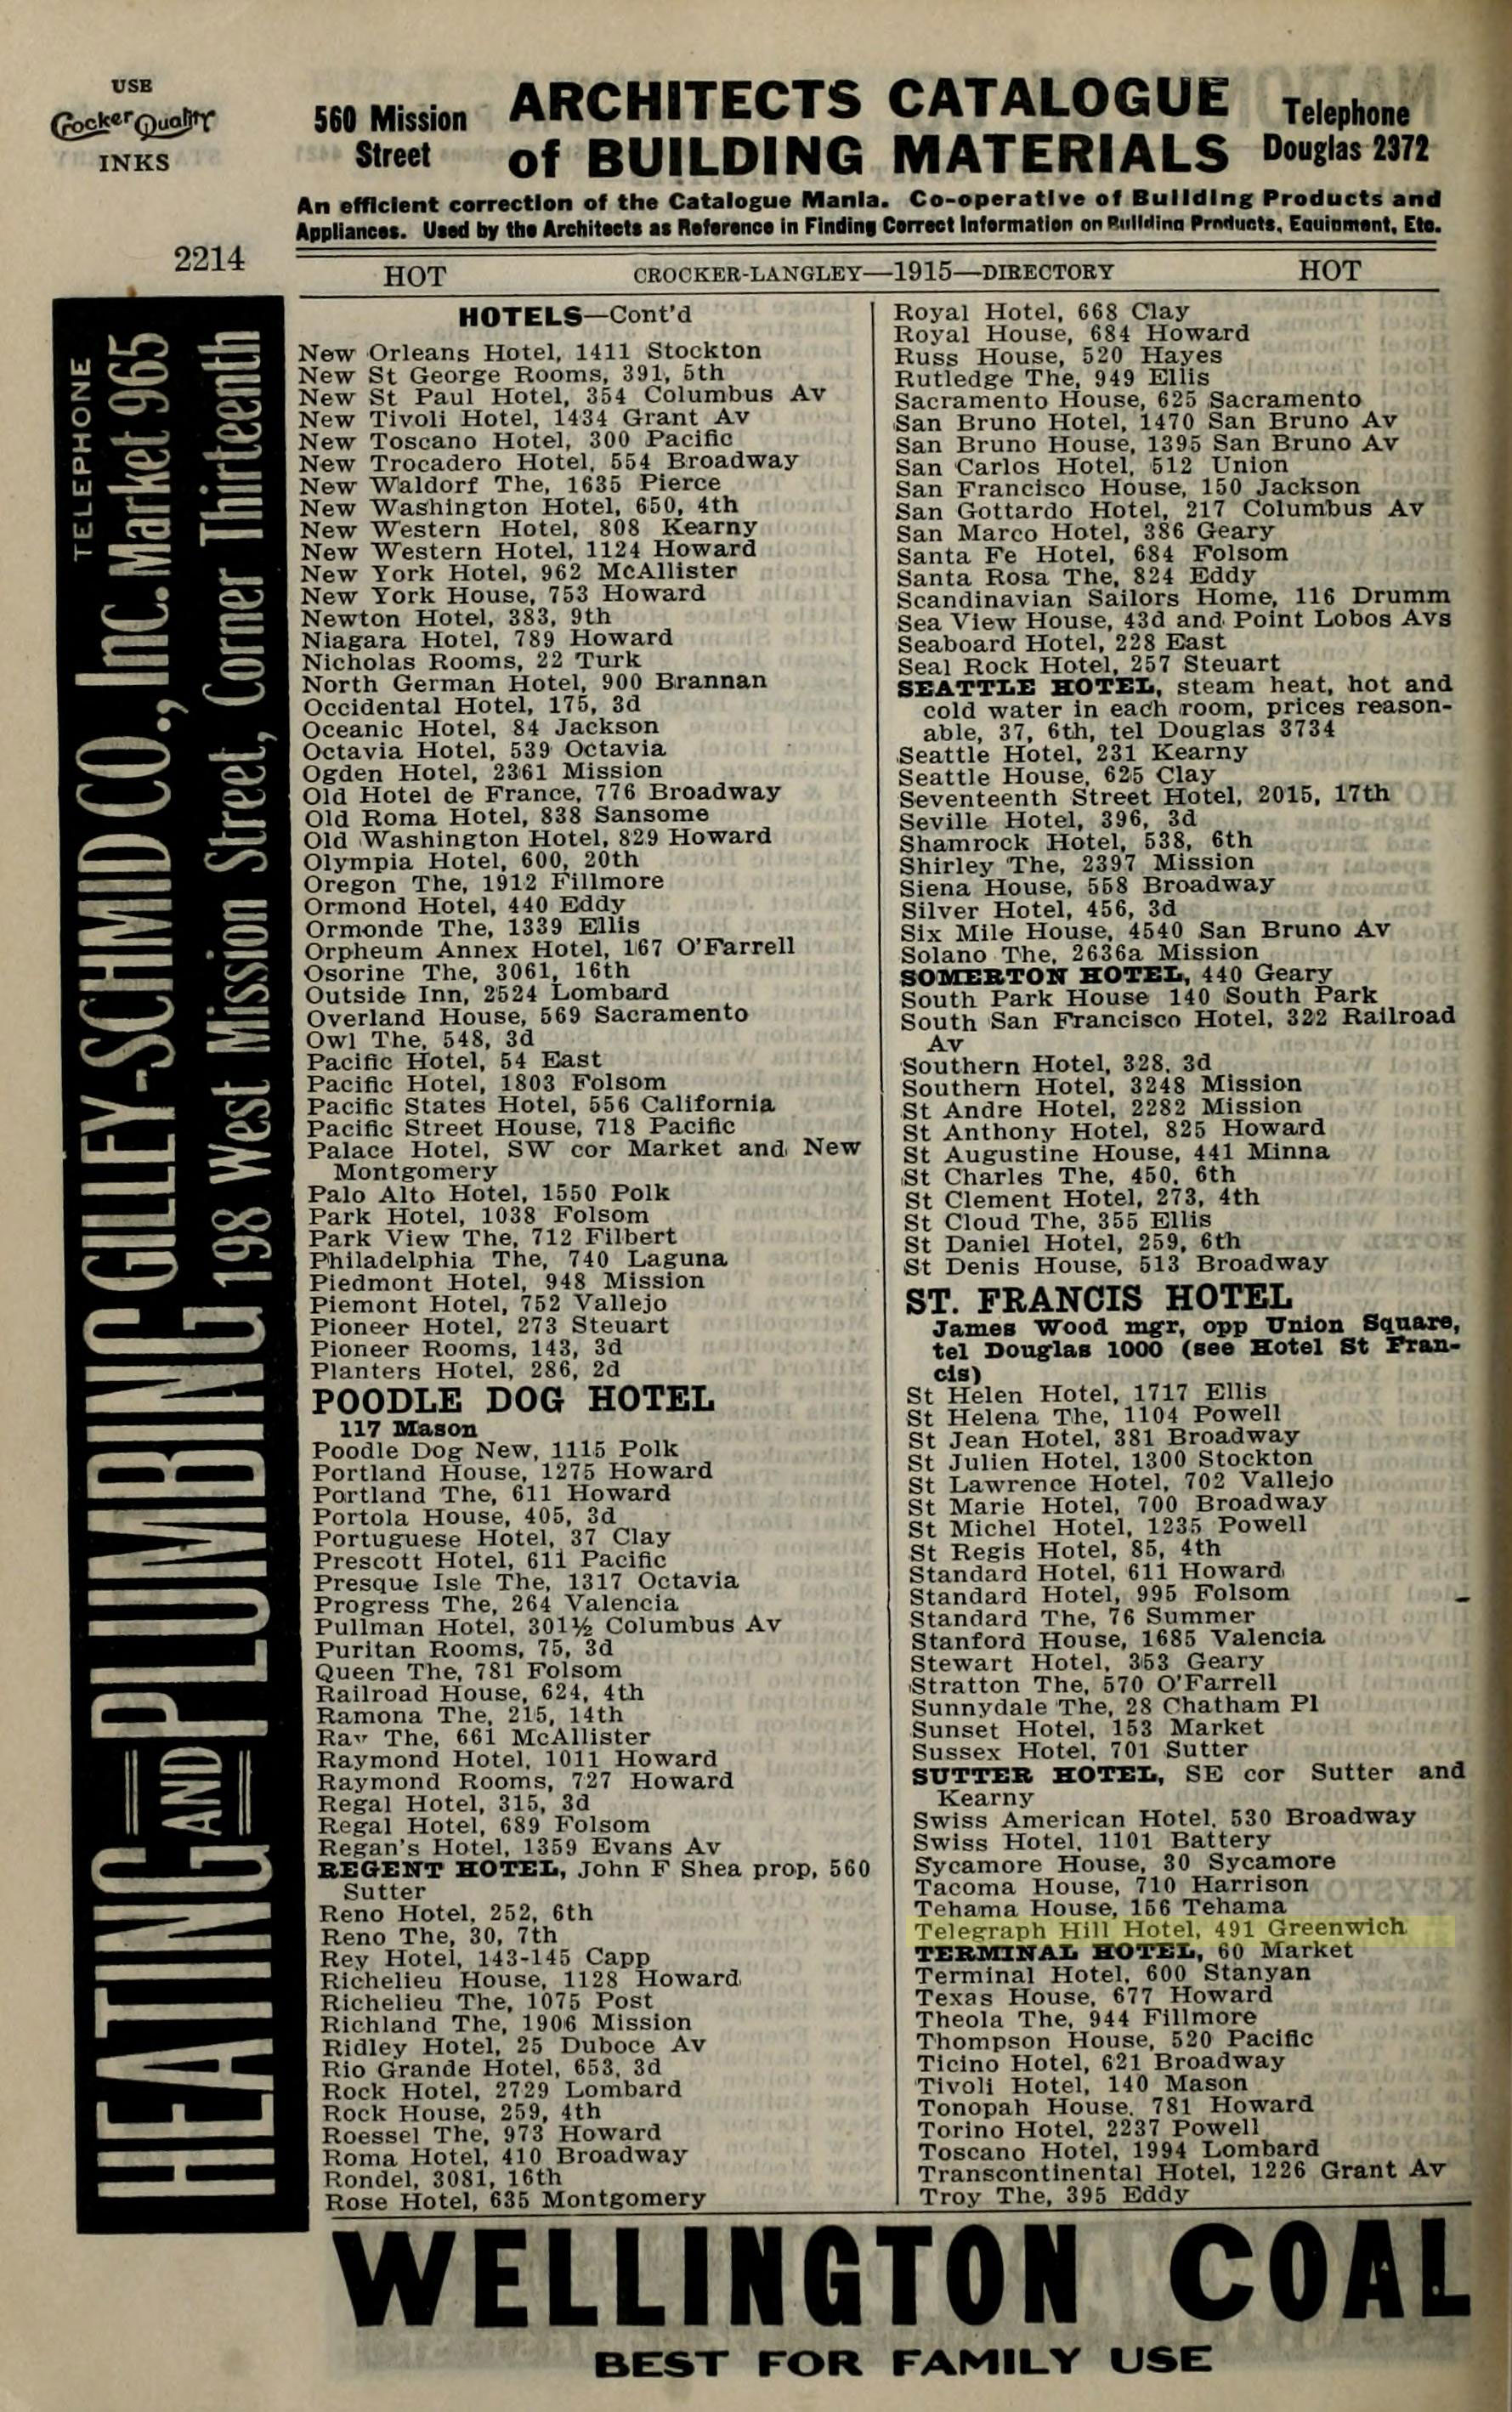 USE
Crocker Quality
INKS
560 Mission
Street
ARCHITECTS CATALOGUE
of BUILDING MATERIALS
Telephone
Douglas 2372
An efficient correction of the Catalogue Mania. Co-operative of Building Products and
Appliances. Used by the Architects as Reference in Finding Correct Information on Building Products, Equipment, Etc.
2214
HOT CROCKER-LANGLEY—1915—DIRECTORY HOT
HEATING AND PLUMBING GILLEY-SCHMID CO., Inc. TELEPHONE Market 965
198 West Mission Street, Corner Thirteenth
HOTELS—Cont'd
New Orleans Hotel, 1411 Stockton
New St George Rooms, 391, 5th
New St Paul Hotel, 354 Columbus Av
New Tivoli Hotel, 1434 Grant Av
New Toscano Hotel, 300 Pacific
New Trocadero Hotel, 554 Broadway
New Waldorf The, 1635 Pierce
New Washington Hotel, 650, 4th
New Western Hotel, 808 Kearny
New Western Hotel, 1124 Howard
New York Hotel, 962 McAllister
New York House, 753 Howard
Newton Hotel, 383, 9th
Niagara Hotel, 789 Howard
Nicholas Rooms, 22 Turk
North German Hotel, 900 Brannan
Occidental Hotel, 175, 3d
Oceanic Hotel, 84 Jackson
Octavia Hotel, 539 Octavia
Ogden Hotel, 2361 Mission
Old Hotel de France, 776 Broadway
Old Roma Hotel, 838 Sansome
Old Washington Hotel, 829 Howard
Olympia Hotel, 600, 20th
Oregon The, 1912 Fillmore
Ormond Hotel, 440 Eddy
Ormonde The, 1339 Ellis
Orpheum Annex Hotel, 167 O'Farrell
Osorine The, 3061, 16th
Outside Inn, 2524 Lombard
Overland House, 569 Sacramento
Owl The, 548, 3d
Pacific Hotel, 54 East
Pacific Hotel, 1803 Folsom
Pacific States Hotel, 556 California
Pacific Street House, 718 Pacific
Palace Hotel, SW cor Market and New
Montgomery
Palo Alto Hotel, 1550 Polk
Park Hotel, 1038 Folsom
Park View The, 712 Filbert
Philadelphia The, 740 Laguna
Piedmont Hotel, 948 Mission
Piemont Hotel, 752 Vallejo
Pioneer Hotel, 273 Steuart
Pioneer Rooms, 143, 3d
Planters Hotel, 286, 2d
POODLE DOG HOTEL
117 Mason
Poodle Dog New, 1115 Polk
Portland House, 1275 Howard
Portland The, 611 Howard
Portola House, 405, 3d
Portuguese Hotel, 37 Clay
Prescott Hotel, 611 Pacific
Presque Isle The, 1317 Octavia
Progress The, 264 Valencia
Pullman Hotel, 301½ Columbus Av
Puritan Rooms, 75, 3d
Queen The, 781 Folsom
Railroad House, 624, 4th
Ramona The, 215, 14th
Ray The, 661 McAllister
Raymond Hotel, 1011 Howard
Raymond Rooms, 727 Howard
Regal Hotel, 315, 3d
Regal Hotel, 689 Folsom
Regan's Hotel, 1359 Evans Av
REGENT HOTEL, John F Shea prop, 560
Sutter
Reno Hotel, 252, 6th
Reno The, 30, 7th
Rey Hotel, 143-145 Capp
Richelieu House, 1128 Howard
Richelieu The, 1075 Post
Richland The, 1906 Mission
Ridley Hotel, 25 Duboce Av
Rio Grande Hotel, 653, 3d
Rock Hotel, 2729 Lombard
Rock House, 259, 4th
Roessel The, 973 Howard
Roma Hotel, 410 Broadway
Rondel, 3081, 16th
Rose Hotel, 635 Montgomery
Royal Hotel, 668 Clay
Royal House, 684 Howard
Russ House, 520 Hayes
Rutledge The, 949 Ellis
Sacramento House, 625 Sacramento
San Bruno Hotel, 1470 San Bruno Av
San Bruno House, 1395 San Bruno Av
San Carlos Hotel, 512 Union
San Francisco House, 150 Jackson
San Gottardo Hotel, 217 Columbus Av
San Marco Hotel, 386 Geary
Santa Fe Hotel, 684 Folsom
Santa Rosa The, 824 Eddy
Scandinavian Sailors Home, 116 Drumm
Sea View House, 43d and Point Lobos Avs
Seaboard Hotel, 228 East
Seal Rock Hotel, 257 Steuart
SEATTLE HOTEL, steam heat, hot and
cold water in each room, prices reason-
able, 37, 6th, tel Douglas 3734
Seattle Hotel, 231 Kearny
Seattle House, 625 Clay
Seventeenth Street Hotel, 2015, 17th
Seville Hotel, 396, 3d
Shamrock Hotel, 538, 6th
Shirley The, 2397 Mission
Siena House, 558 Broadway
Silver Hotel, 456, 3d
Six Mile House, 4540 San Bruno Av
Solano The, 2636a Mission
SOMERTON HOTEL, 440 Geary
South Park House 140 South Park
South San Francisco Hotel, 322 Railroad
Av
Southern Hotel, 328, 3d
Southern Hotel, 3248 Mission
St Andre Hotel, 2282 Mission
St Anthony Hotel, 825 Howard
St Augustine House, 441 Minna
St Charles The, 450, 6th
St Clement Hotel, 273, 4th
St Cloud The, 355 Ellis
St Daniel Hotel, 259, 6th
St Denis House, 513 Broadway
ST. FRANCIS HOTEL
James Wood mgr, opp Union Square,
tel Douglas 1000 (see Hotel St Fran-
cis)
St Helen Hotel, 1717 Ellis
St Helena The, 1104 Powell
St Jean Hotel, 381 Broadway
St Julien Hotel, 1300 Stockton
St Lawrence Hotel, 702 Vallejo
St Marie Hotel, 700 Broadway
St Michel Hotel, 1235 Powell
St Regis Hotel, 85, 4th
Standard Hotel, 611 Howard
Standard Hotel, 995 Folsom
Standard The, 76 Summer
Stanford House, 1685 Valencia
Stewart Hotel, 353 Geary
Stratton The, 570 O'Farrell
Sunnydale The, 28 Chatham Pl
Sunset Hotel, 153 Market
Sussex Hotel, 701 Sutter
SUTTER HOTEL, SE cor Sutter and
Kearny
Swiss American Hotel, 530 Broadway
Swiss Hotel, 1101 Battery
Sycamore House, 30 Sycamore
Tacoma House, 710 Harrison
Tehama House, 156 Tehama
Telegraph Hill Hotel, 491 Greenwich
TERMINAL HOTEL, 60 Market
Terminal Hotel, 600 Stanyan
Texas House, 677 Howard
Theola The, 944 Fillmore
Thompson House, 520 Pacific
Ticino Hotel, 621 Broadway
Tivoli Hotel, 140 Mason
Tonopah House, 781 Howard
Torino Hotel, 2237 Powell
Toscano Hotel, 1994 Lombard
Transcontinental Hotel, 1226 Grant Av
Troy The, 395 Eddy
WELLINGTON COAL
BEST FOR FAMILY USE